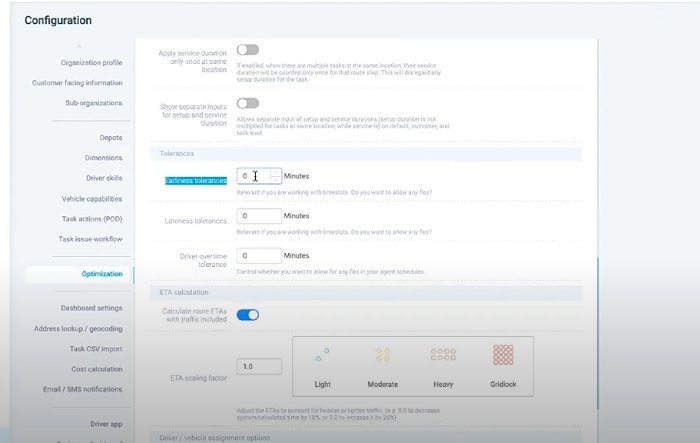 Configuration
Organization profile
Customer facing information
Sub-organizations
Depots
Dimensions
Driver skills
Vehicle capabilities
Task actions (POD)
Task issue workflow
Optimization
Dashboard settings
Address lookup / geocoding
Task CSV import
Cost calculation
Email / SMS notifications
Driver app
Apply service duration
only once at same
location
If enabled, when there are multiple tasks at the same location, their service
duration will be counted only once for that route stop. This will disregard any
setup duration for the task.
Show separate inputs
for setup and service
duration
Allows separate input of setup and service durations (setup duration is not
multiplied for tasks at same location, while service is) on default, customer, and
task level
Tolerances
Earliness tolerances
0 Minutes
Relevant if you are working with timeslots. Do you want to allow any flex?
Lateness tolerances
0 Minutes
Relevant if you are working with timeslots. Do you want to allow any flex?
Driver overtime
tolerance
0 Minutes
Control whether you want to allow for any flex in your agent schedules.
ETA calculation
Calculate route ETAs
with traffic included
ETA scaling factor
1.0
Light Moderate Heavy Gridlock
Adjust the ETAs to account for heavier or lighter traffic. (e.g. 0.9 to decrease
system calculated time by 10%, or 1.2 to increase it by 20%)
Driver / vehicle assignment options